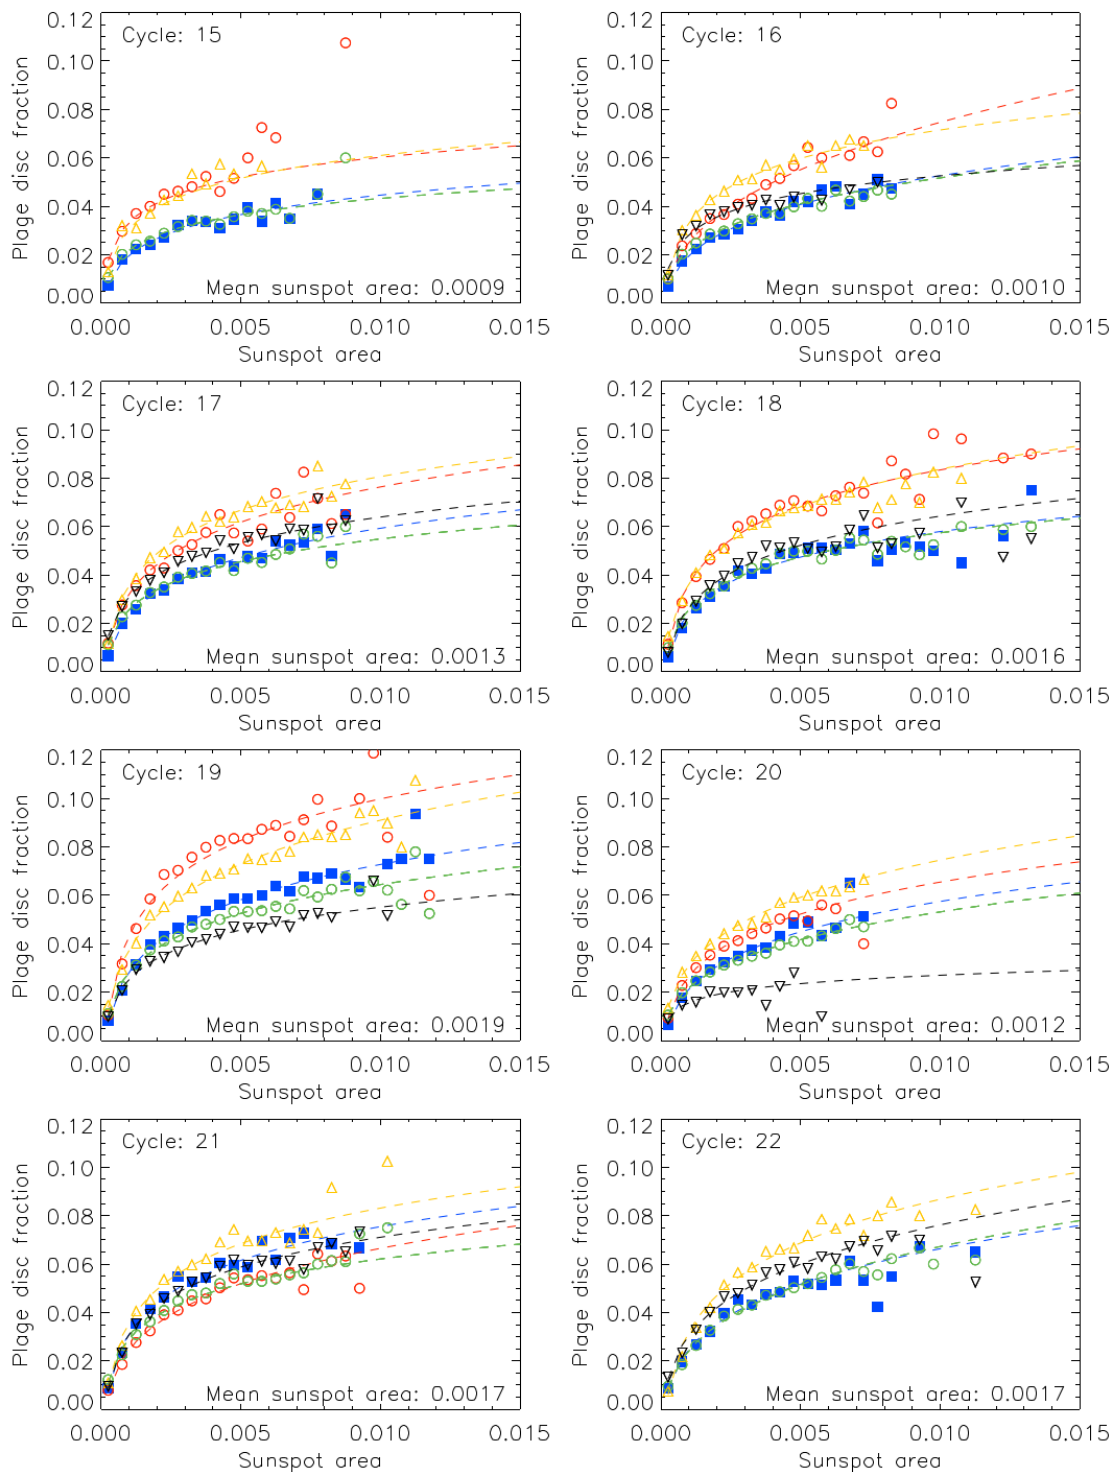 Cycle: 15
Plage disc fraction
0.12
0.10
0.08
0.06
0.04
0.02
0.00
Mean sunspot area: 0.0009
0.000 0.005 0.010 0.015
Sunspot area
Cycle: 16
Plage disc fraction
0.12
0.10
0.08
0.06
0.04
0.02
0.00
Mean sunspot area: 0.0010
0.000 0.005 0.010 0.015
Sunspot area
Cycle: 17
Plage disc fraction
0.12
0.10
0.08
0.06
0.04
0.02
0.00
Mean sunspot area: 0.0013
0.000 0.005 0.010 0.015
Sunspot area
Cycle: 18
Plage disc fraction
0.12
0.10
0.08
0.06
0.04
0.02
0.00
Mean sunspot area: 0.0016
0.000 0.005 0.010 0.015
Sunspot area
Cycle: 19
Plage disc fraction
0.12
0.10
0.08
0.06
0.04
0.02
0.00
Mean sunspot area: 0.0019
0.000 0.005 0.010 0.015
Sunspot area
Cycle: 20
Plage disc fraction
0.12
0.10
0.08
0.06
0.04
0.02
0.00
Mean sunspot area: 0.0012
0.000 0.005 0.010 0.015
Sunspot area
Cycle: 21
Plage disc fraction
0.12
0.10
0.08
0.06
0.04
0.02
0.00
Mean sunspot area: 0.0017
0.000 0.005 0.010 0.015
Sunspot area
Cycle: 22
Plage disc fraction
0.12
0.10
0.08
0.06
0.04
0.02
0.00
Mean sunspot area: 0.0017
0.000 0.005 0.010 0.015
Sunspot area